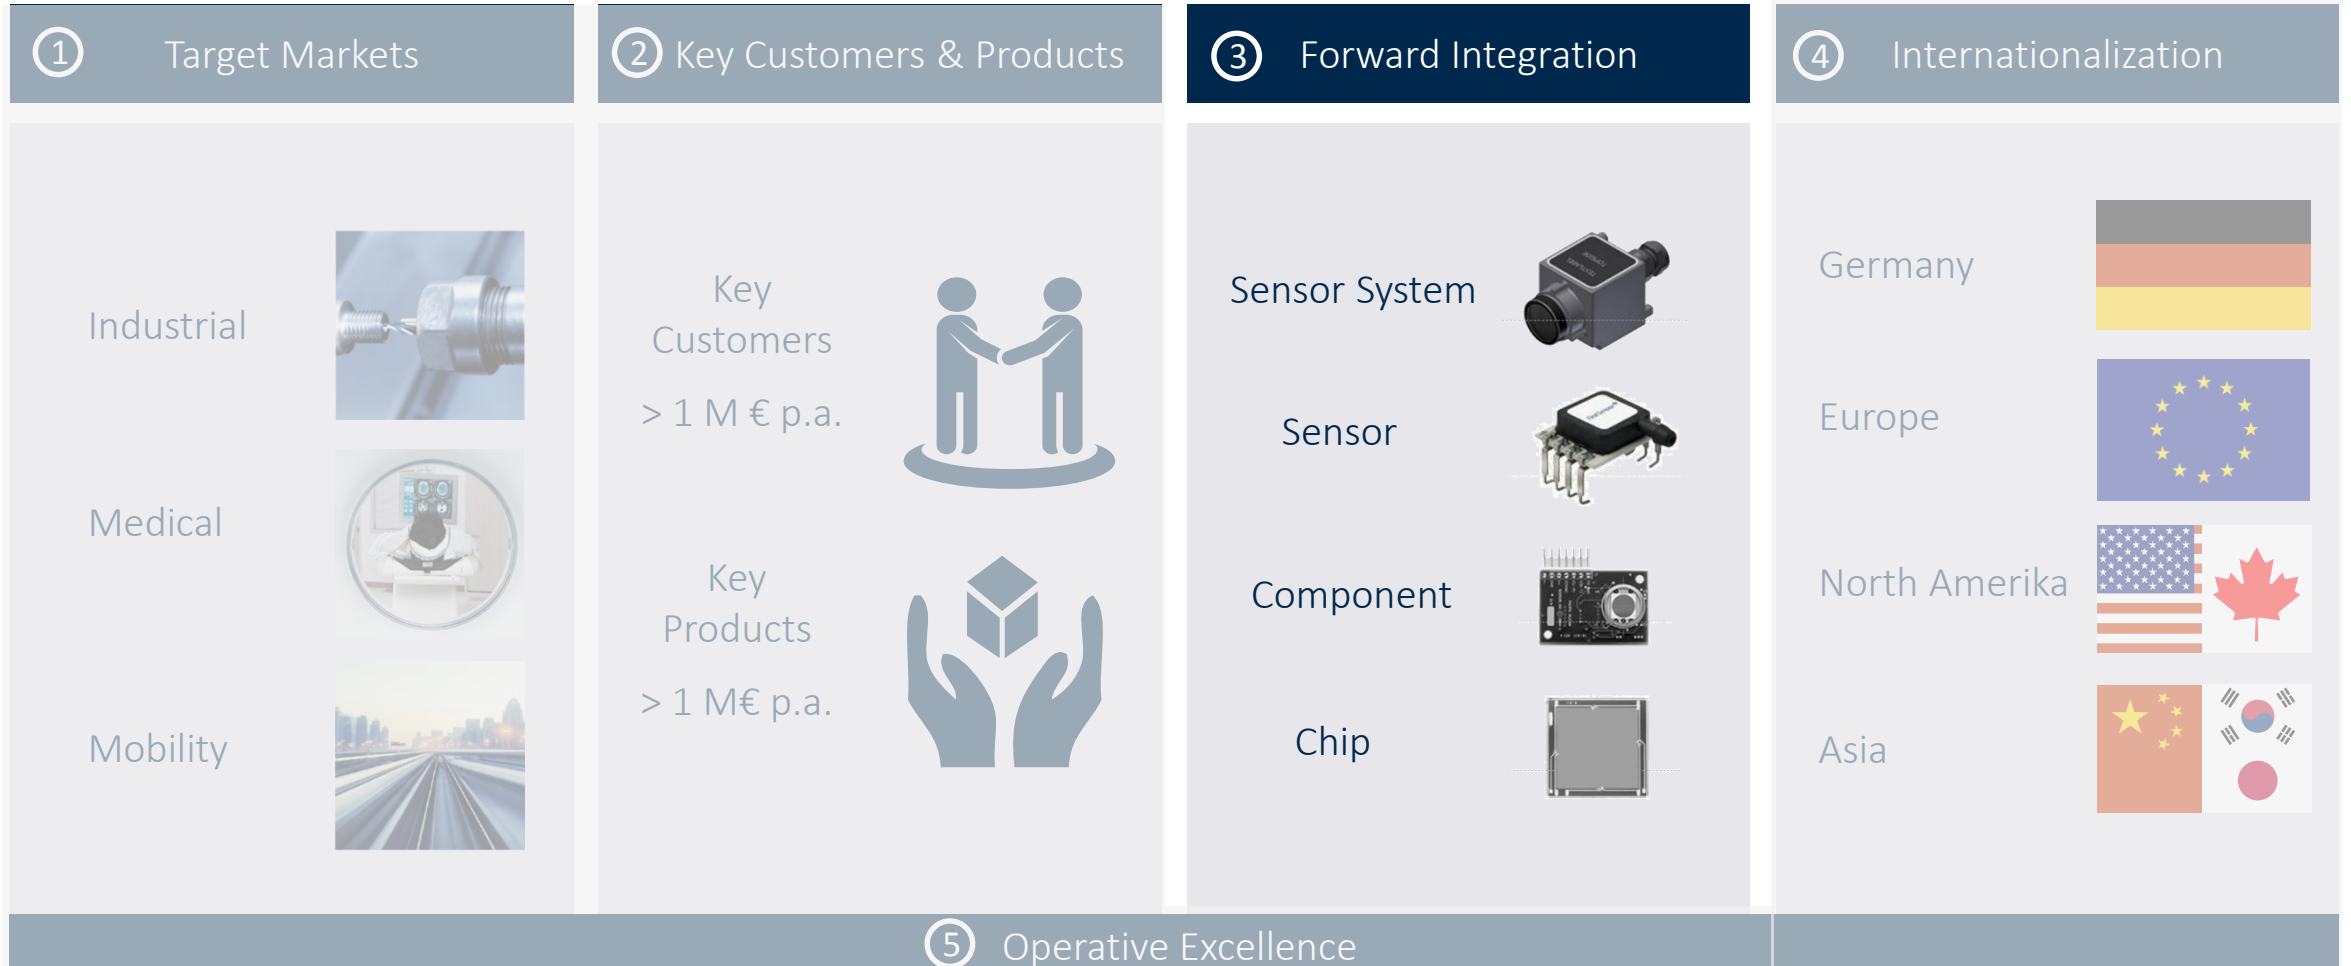 1 Target Markets
Industrial
Medical
Mobility
2 Key Customers & Products
Key
Customers
> 1 M € p.a.
Key
Products
> 1 M€ p.a.
3 Forward Integration
Sensor System
Sensor
Component
Chip
4 Internationalization
Germany
Europe
North Amerika
Asia
5 Operative Excellence